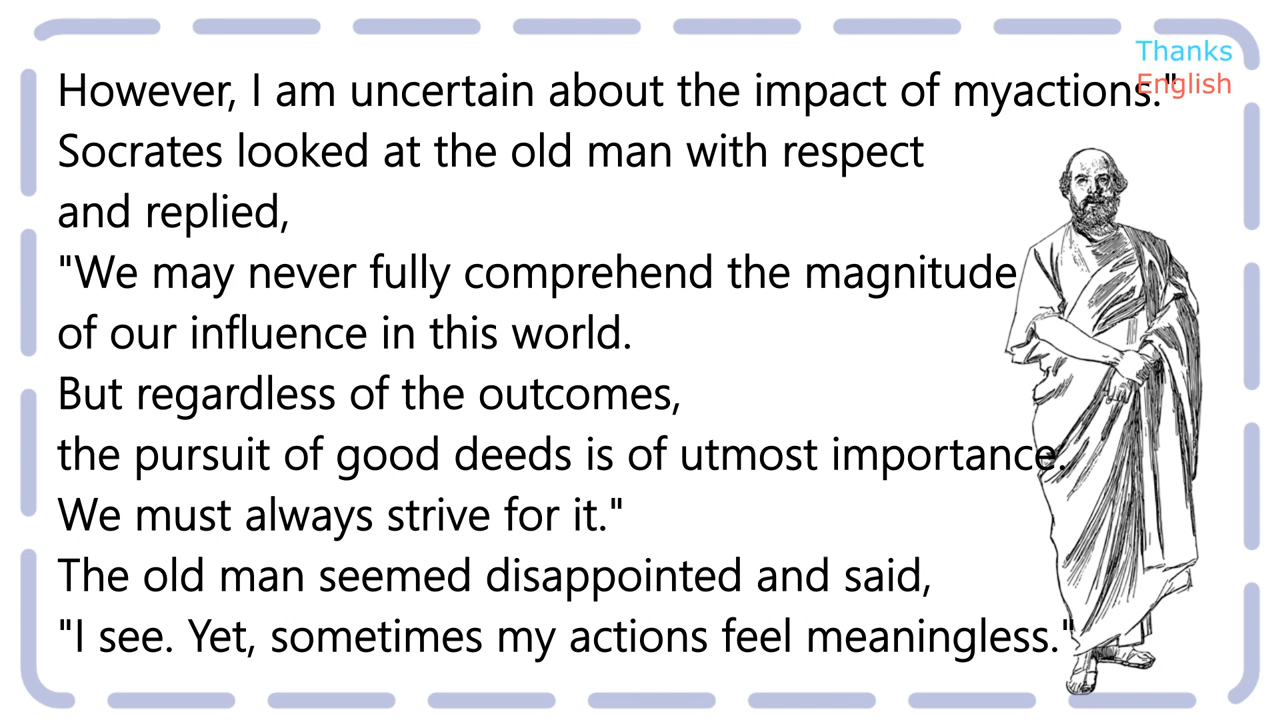 Thanks
English
However, I am uncertain about the impact of myactions."
Socrates looked at the old man with respect
and replied,
"We may never fully comprehend the magnitude
of our influence in this world.
But regardless of the outcomes,
the pursuit of good deeds is of utmost importance.
We must always strive for it."
The old man seemed disappointed and said,
"I see. Yet, sometimes my actions feel meaningless."